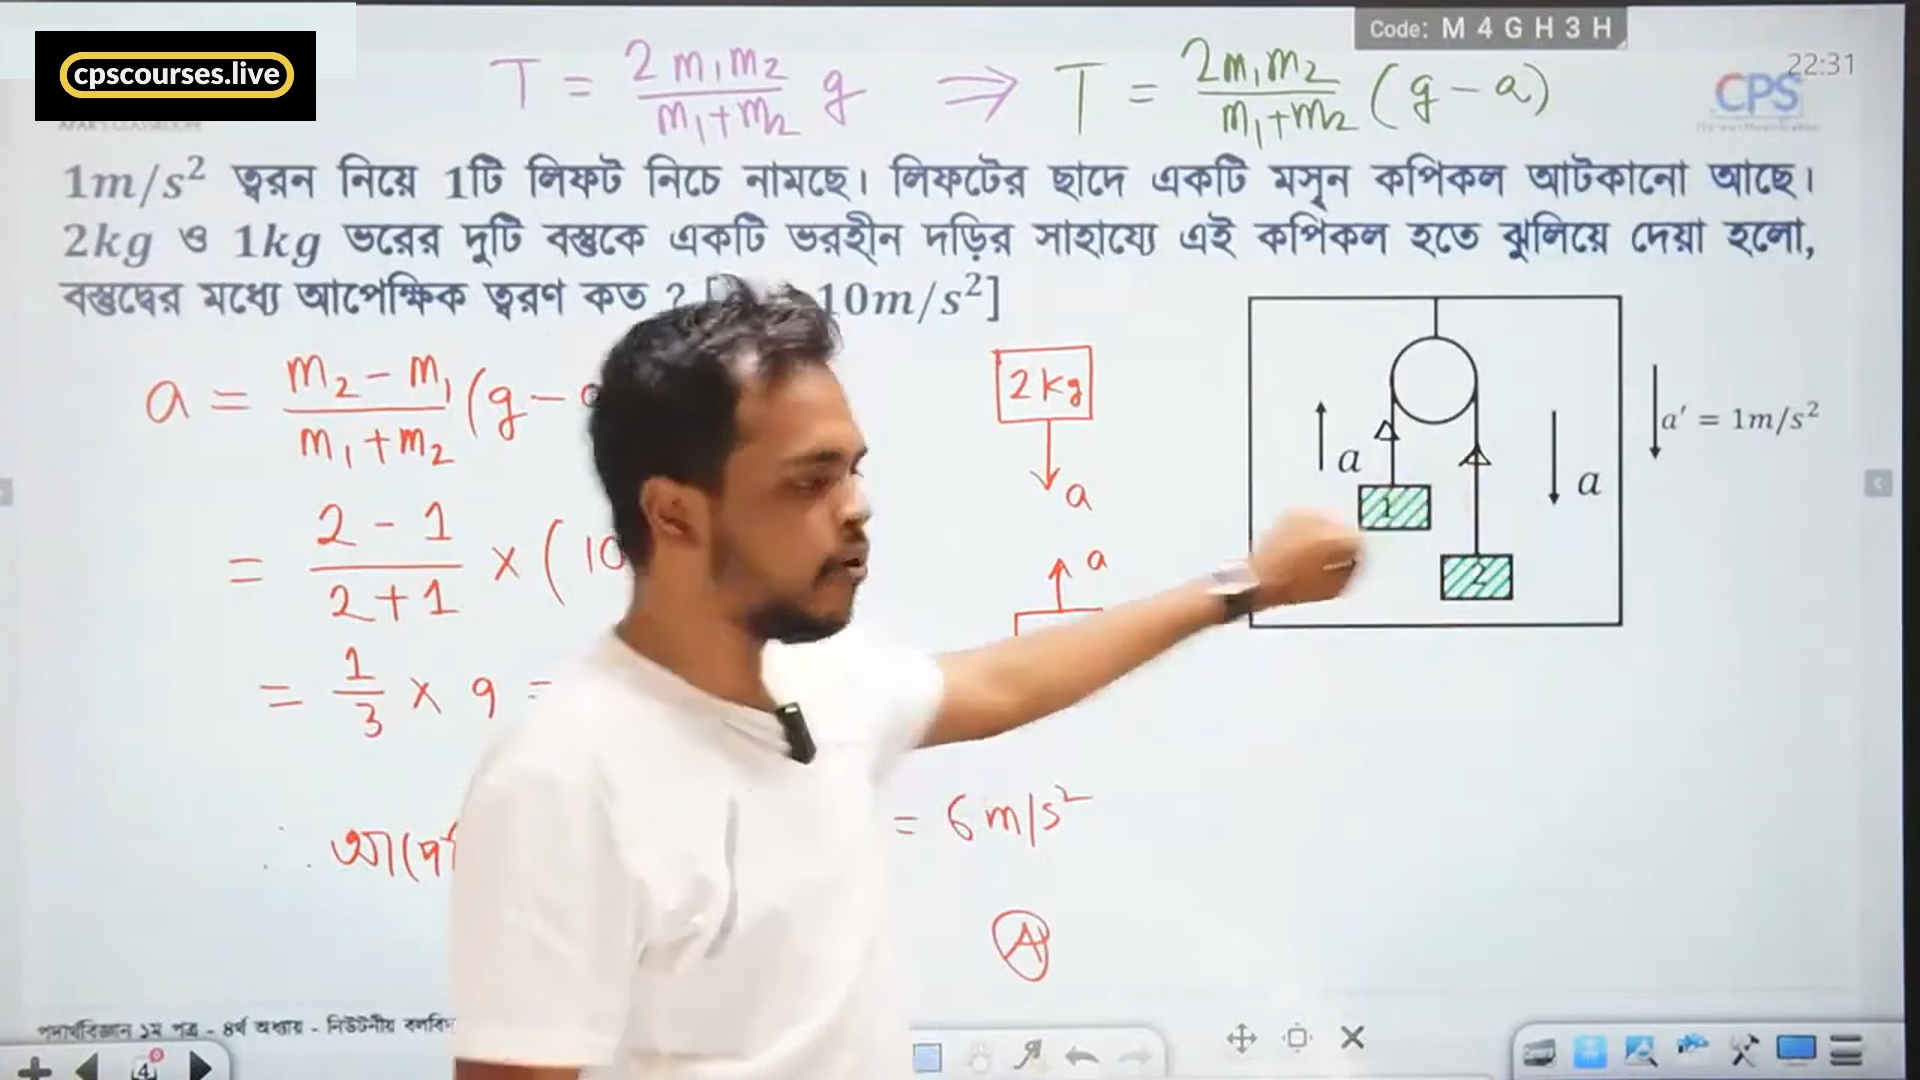 Code: M 4 G H 3 H
cpscourses.live
22:31
CPS
T = 2m₁m₂/(m₁+m₂) g ⇒ T = 2m₁m₂/(m₁+m₂) (g-a)
1m/s² ত্বরন নিয়ে 1টি লিফট নিচে নামছে। লিফটের ছাদে একটি মসৃন কপিকল আটকানো আছে।
2kg ও 1kg ভরের দুটি বস্তুকে একটি ভরহীন দড়ির সাহায্যে এই কপিকল হতে ঝুলিয়ে দেয়া হলো,
বস্তুদ্বের মধ্যে আপেক্ষিক ত্বরণ কত ? [ 10m/s²]
a = (m₂-m₁)/(m₁+m₂) (g-
2kg
a
a
a
a
a' = 1m/s²
1
2
= (2-1)/(2+1) × (10
= 1/3 × 9 =
= 6 m/s²
A
পদার্থবিজ্ঞান ১ম পত্র - ৪র্থ অধ্যায় - নিউটনীয়
4